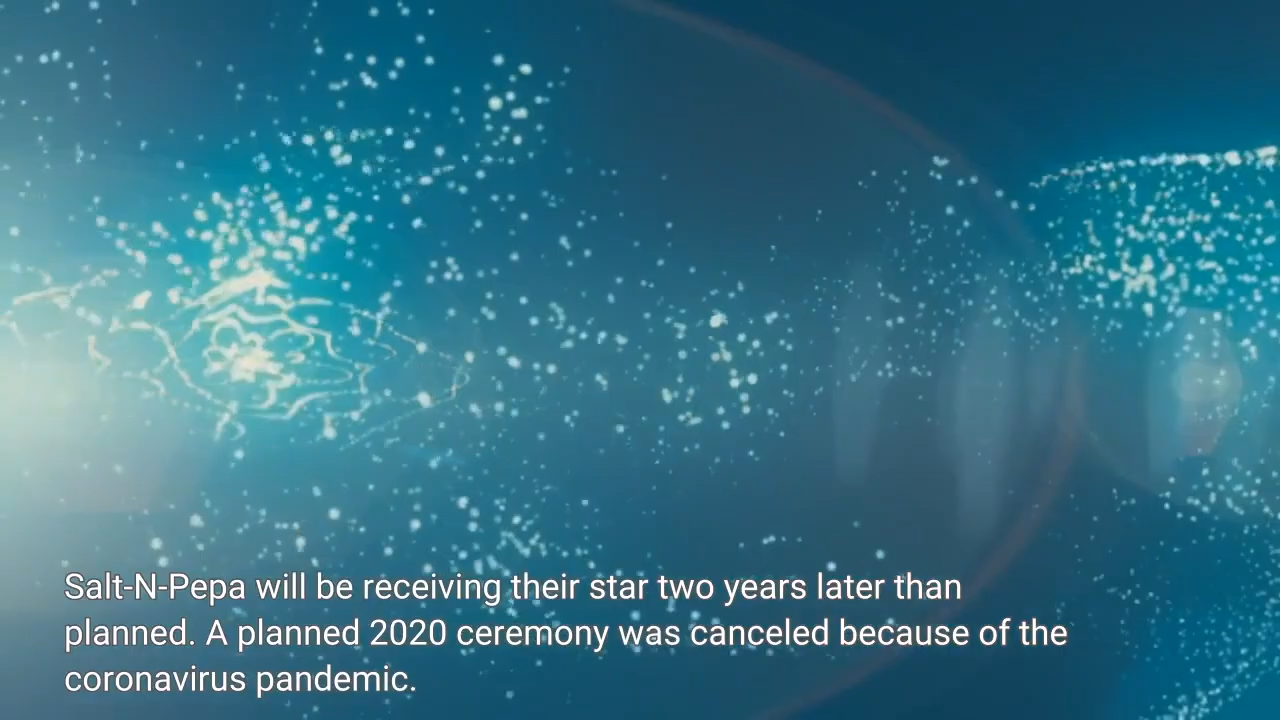 Salt-N-Pepa will be receiving their star two years later than
planned. A planned 2020 ceremony was canceled because of the
coronavirus pandemic.